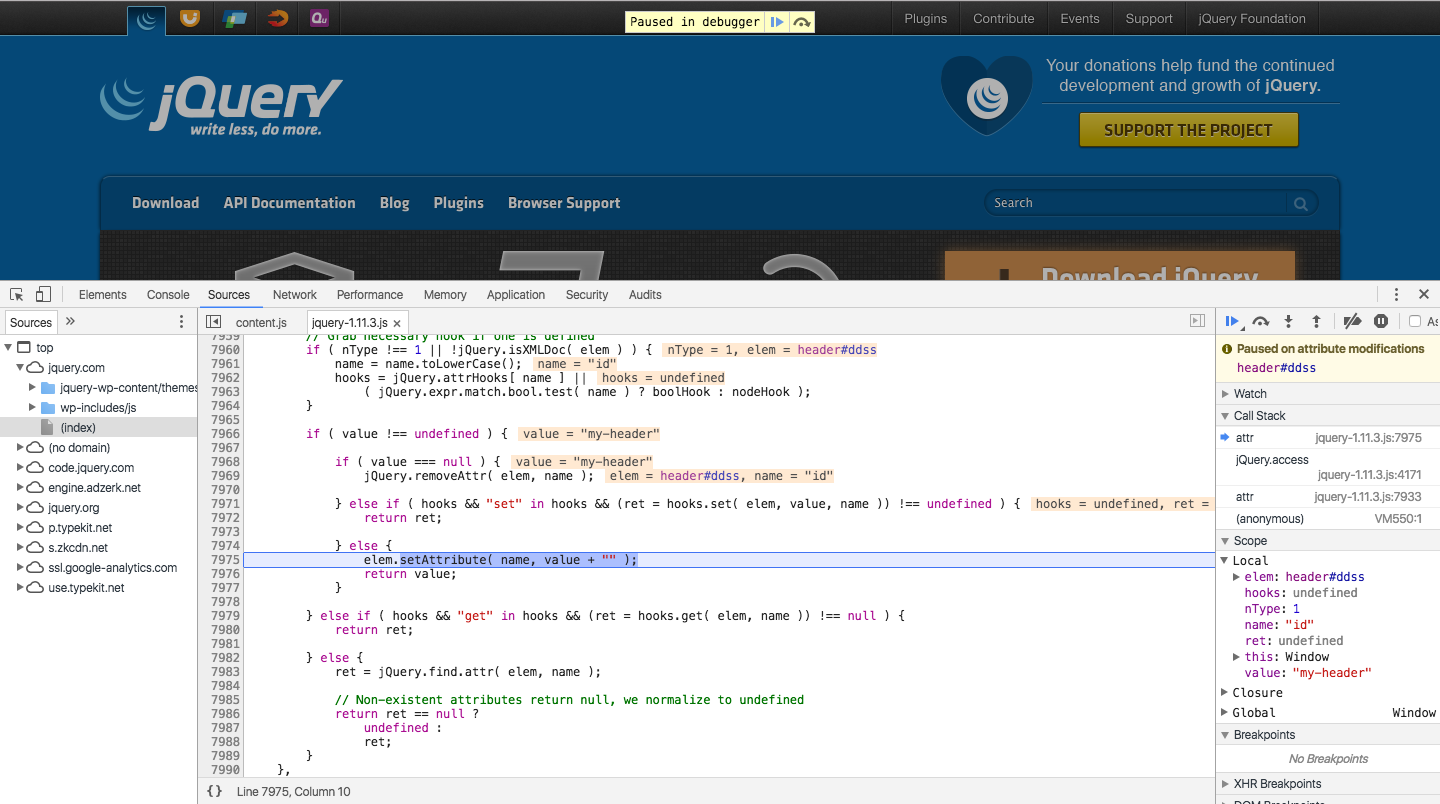 Qu
Paused in debugger
Plugins
Contribute
Events
Support
jQuery Foundation
jQuery
write less, do more.
Your donations help fund the continued
development and growth of jQuery.
SUPPORT THE PROJECT
Download
API Documentation
Blog
Plugins
Browser Support
Search
Download jQuery
Elements
Console
Sources
Network
Performance
Memory
Application
Security
Audits
Sources
»
content.js
jquery-1.11.3.js ×
top
jquery.com
jquery-wp-content/themes
wp-includes/js
(index)
(no domain)
code.jquery.com
engine.adzerk.net
jquery.org
p.typekit.net
s.zkcdn.net
ssl.google-analytics.com
use.typekit.net
7959 // Grab necessary hook if one is defined
7960 if ( nType !== 1 || !jQuery.isXMLDoc( elem ) ) { nType = 1, elem = header#ddss
7961 name = name.toLowerCase(); name = "id"
7962 hooks = jQuery.attrHooks[ name ] || hooks = undefined
7963 ( jQuery.expr.match.bool.test( name ) ? boolHook : nodeHook );
7964 }
7965
7966 if ( value !== undefined ) { value = "my-header"
7967
7968 if ( value === null ) { value = "my-header"
7969 jQuery.removeAttr( elem, name ); elem = header#ddss, name = "id"
7970
7971 } else if ( hooks && "set" in hooks && (ret = hooks.set( elem, value, name )) !== undefined ) { hooks = undefined, ret =
7972 return ret;
7973
7974 } else {
7975 elem.setAttribute( name, value + "" );
7976 return value;
7977 }
7978
7979 } else if ( hooks && "get" in hooks && (ret = hooks.get( elem, name )) !== null ) {
7980 return ret;
7981
7982 } else {
7983 ret = jQuery.find.attr( elem, name );
7984
7985 // Non-existent attributes return null, we normalize to undefined
7986 return ret == null ?
7987 undefined :
7988 ret;
7989 }
7990 },
{} Line 7975, Column 10
As
Paused on attribute modifications
header#ddss
Watch
Call Stack
attr jquery-1.11.3.js:7975
jQuery.access
jquery-1.11.3.js:4171
attr jquery-1.11.3.js:7933
(anonymous) VM550:1
Scope
Local
elem: header#ddss
hooks: undefined
nType: 1
name: "id"
ret: undefined
this: Window
value: "my-header"
Closure
Global Window
Breakpoints
No Breakpoints
XHR Breakpoints
DOM Breakpoints